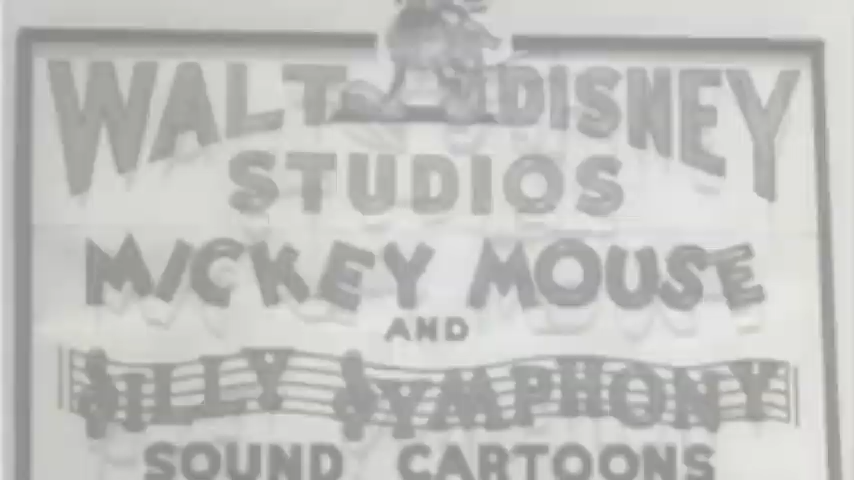 WALT DISNEY
STUDIOS
MICKEY MOUSE
AND
SILLY SYMPHONY
SOUND CARTOONS